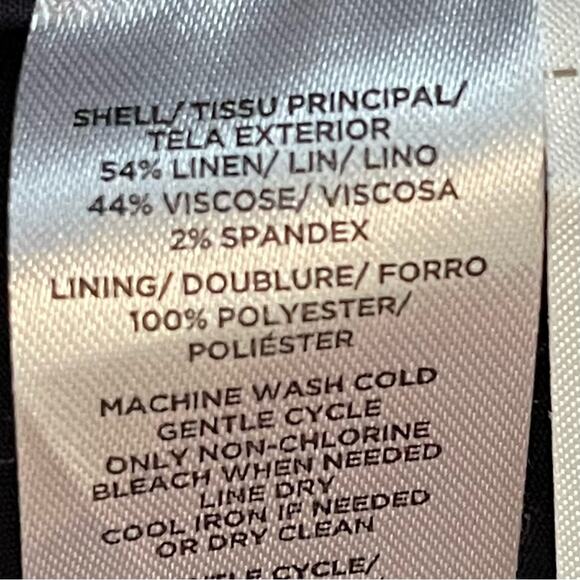 SHELL/ TISSU PRINCIPAL/
TELA EXTERIOR
54% LINEN/ LIN/ LINO
44% VISCOSE/ VISCOSA
2% SPANDEX
LINING/ DOUBLURE/ FORRO
100% POLYESTER/
POLIÉSTER
MACHINE WASH COLD
GENTLE CYCLE
ONLY NON-CHLORINE
BLEACH WHEN NEEDED
LINE DRY
COOL IRON IF NEEDED
OR DRY CLEAN
CYCLE/